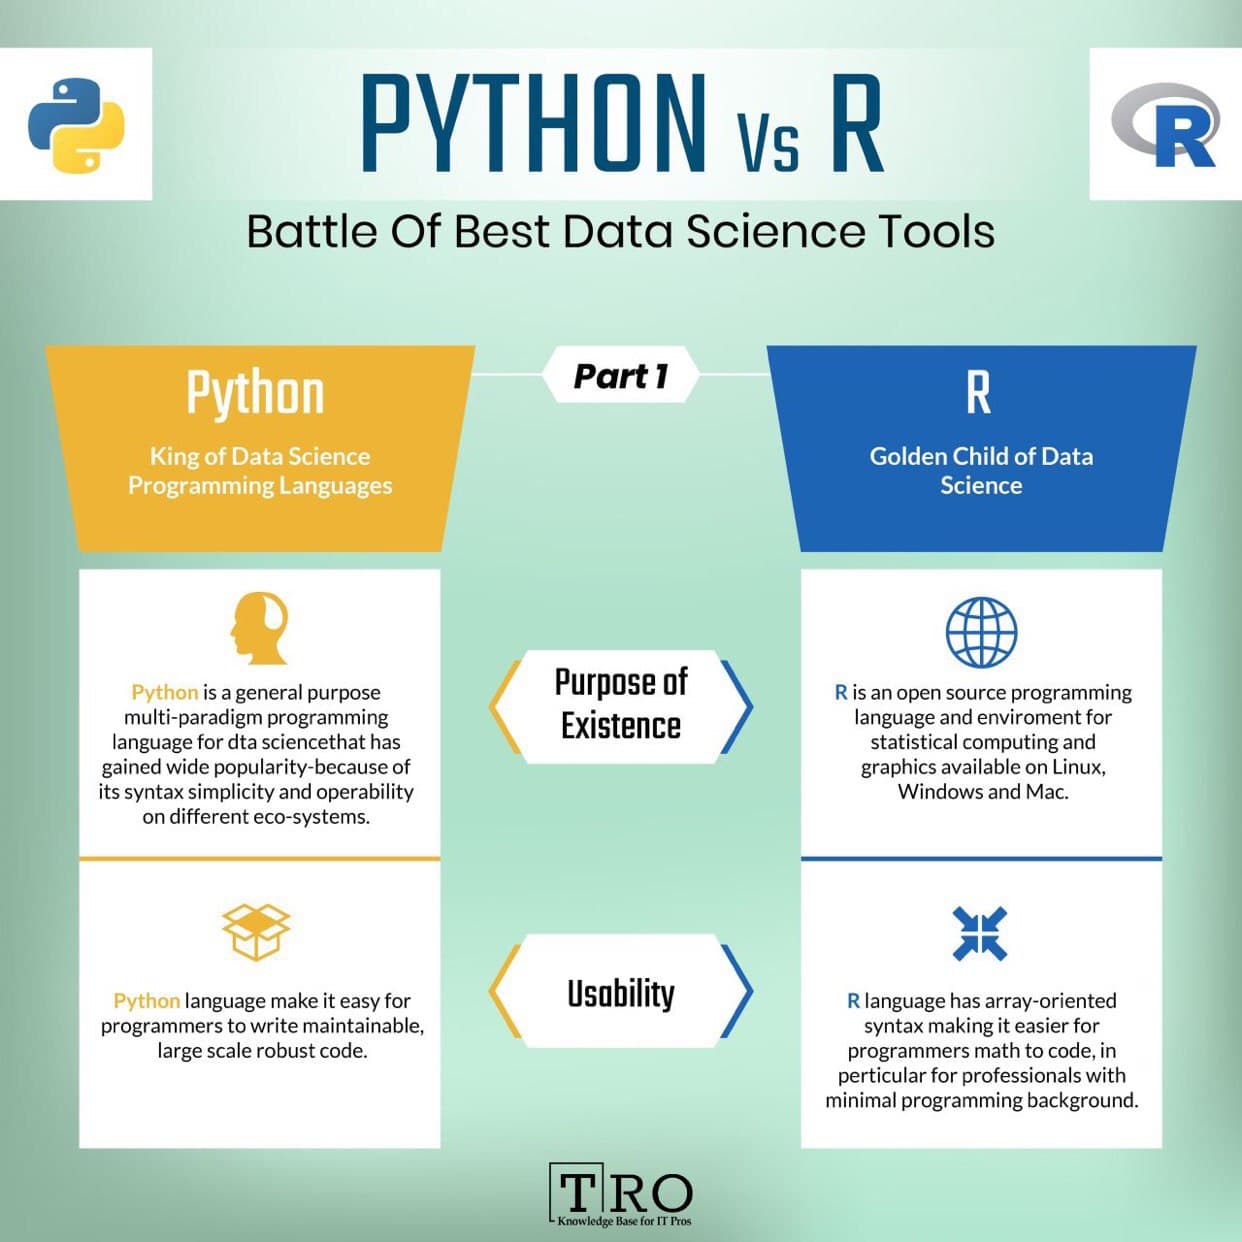 PYTHON Vs R
Battle Of Best Data Science Tools
Part 1
Python
King of Data Science
Programming Languages
R
Golden Child of Data
Science
Purpose of
Existence
Python is a general purpose
multi-paradigm programming
language for dta sciencethat has
gained wide popularity-because of
its syntax simplicity and operability
on different eco-systems.
R is an open source programming
language and enviroment for
statistical computing and
graphics available on Linux,
Windows and Mac.
Usability
Python language make it easy for
programmers to write maintainable,
large scale robust code.
R language has array-oriented
syntax making it easier for
programmers math to code, in
perticular for professionals with
minimal programming background.
TRO
Knowledge Base for IT Pros